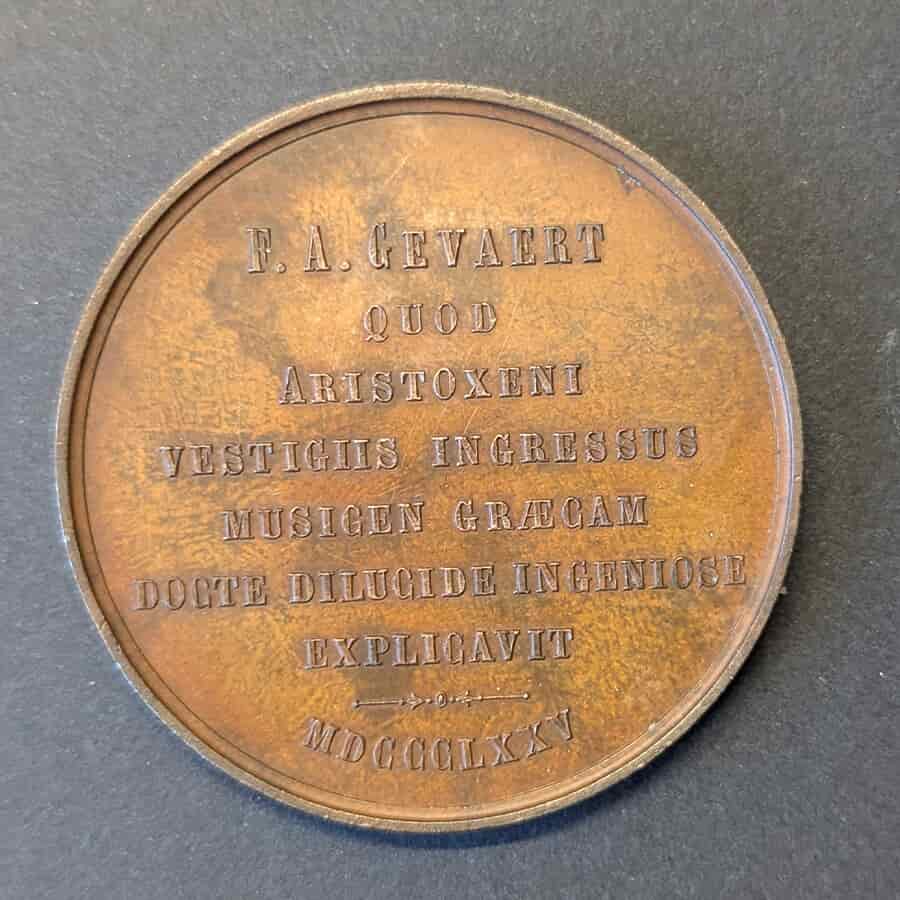 F. A. GEVAERT
QUOD
ARISTOXENI
VESTIGIIS INGRESSUS
MUSICEN GRÆCAM
DOCTE DILUCIDE INGENIOSE
EXPLICAVIT
MDCCCLXXV